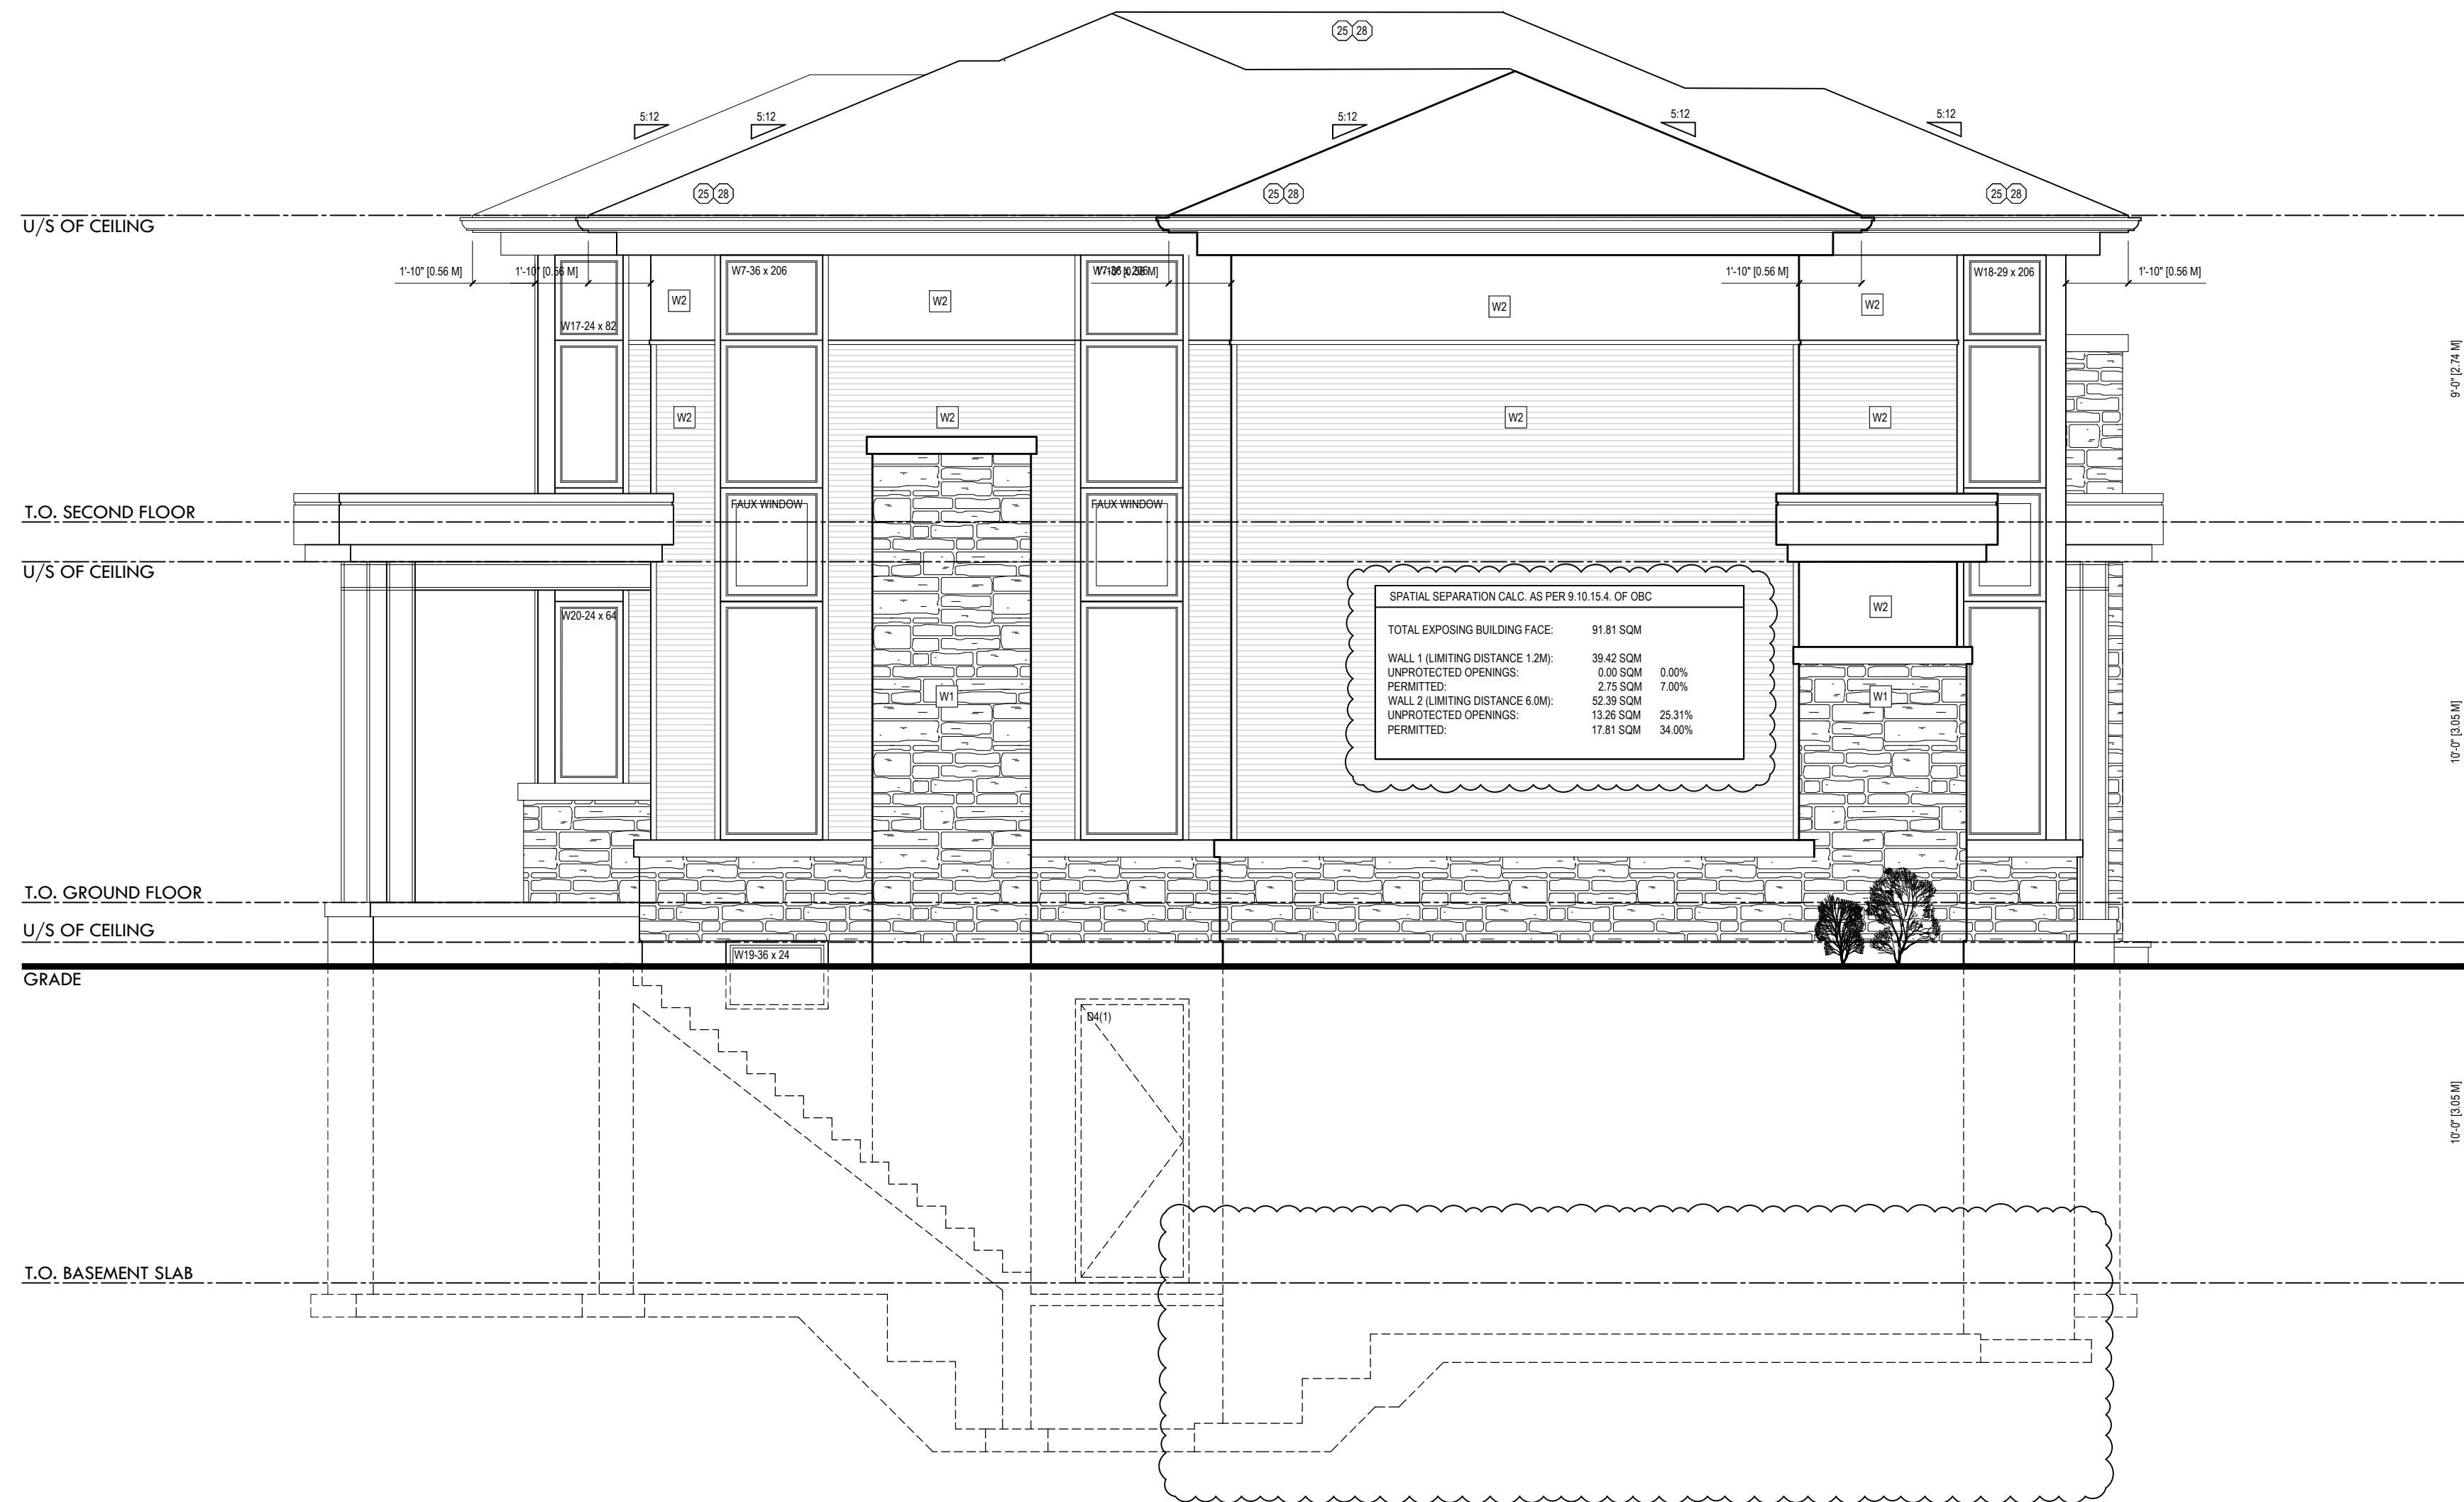 25 28
5:12
5:12
5:12
5:12
5:12
25 28
25 28
25 28
U/S OF CEILING
1'-10" [0.56 M]
1'-10" [0.56 M]
W7-36 x 206
W7-36 x 206
1'-10" [0.56 M]
1'-10" [0.56 M]
W18-29 x 206
1'-10" [0.56 M]
W2
W2
W2
W2
W17-24 x 82
9'-0" [2.74 M]
W2
W2
W2
W2
FAUX WINDOW
FAUX WINDOW
T.O. SECOND FLOOR
U/S OF CEILING
SPATIAL SEPARATION CALC. AS PER 9.10.15.4. OF OBC
TOTAL EXPOSING BUILDING FACE: 91.81 SQM
WALL 1 (LIMITING DISTANCE 1.2M): 39.42 SQM
UNPROTECTED OPENINGS: 0.00 SQM 0.00%
PERMITTED: 2.75 SQM 7.00%
WALL 2 (LIMITING DISTANCE 6.0M): 52.39 SQM
UNPROTECTED OPENINGS: 13.26 SQM 25.31%
PERMITTED: 17.81 SQM 34.00%
W2
W20-24 x 64
W1
W1
10'-0" [3.05 M]
T.O. GROUND FLOOR
U/S OF CEILING
W19-36 x 24
GRADE
D4(1)
10'-0" [3.05 M]
T.O. BASEMENT SLAB